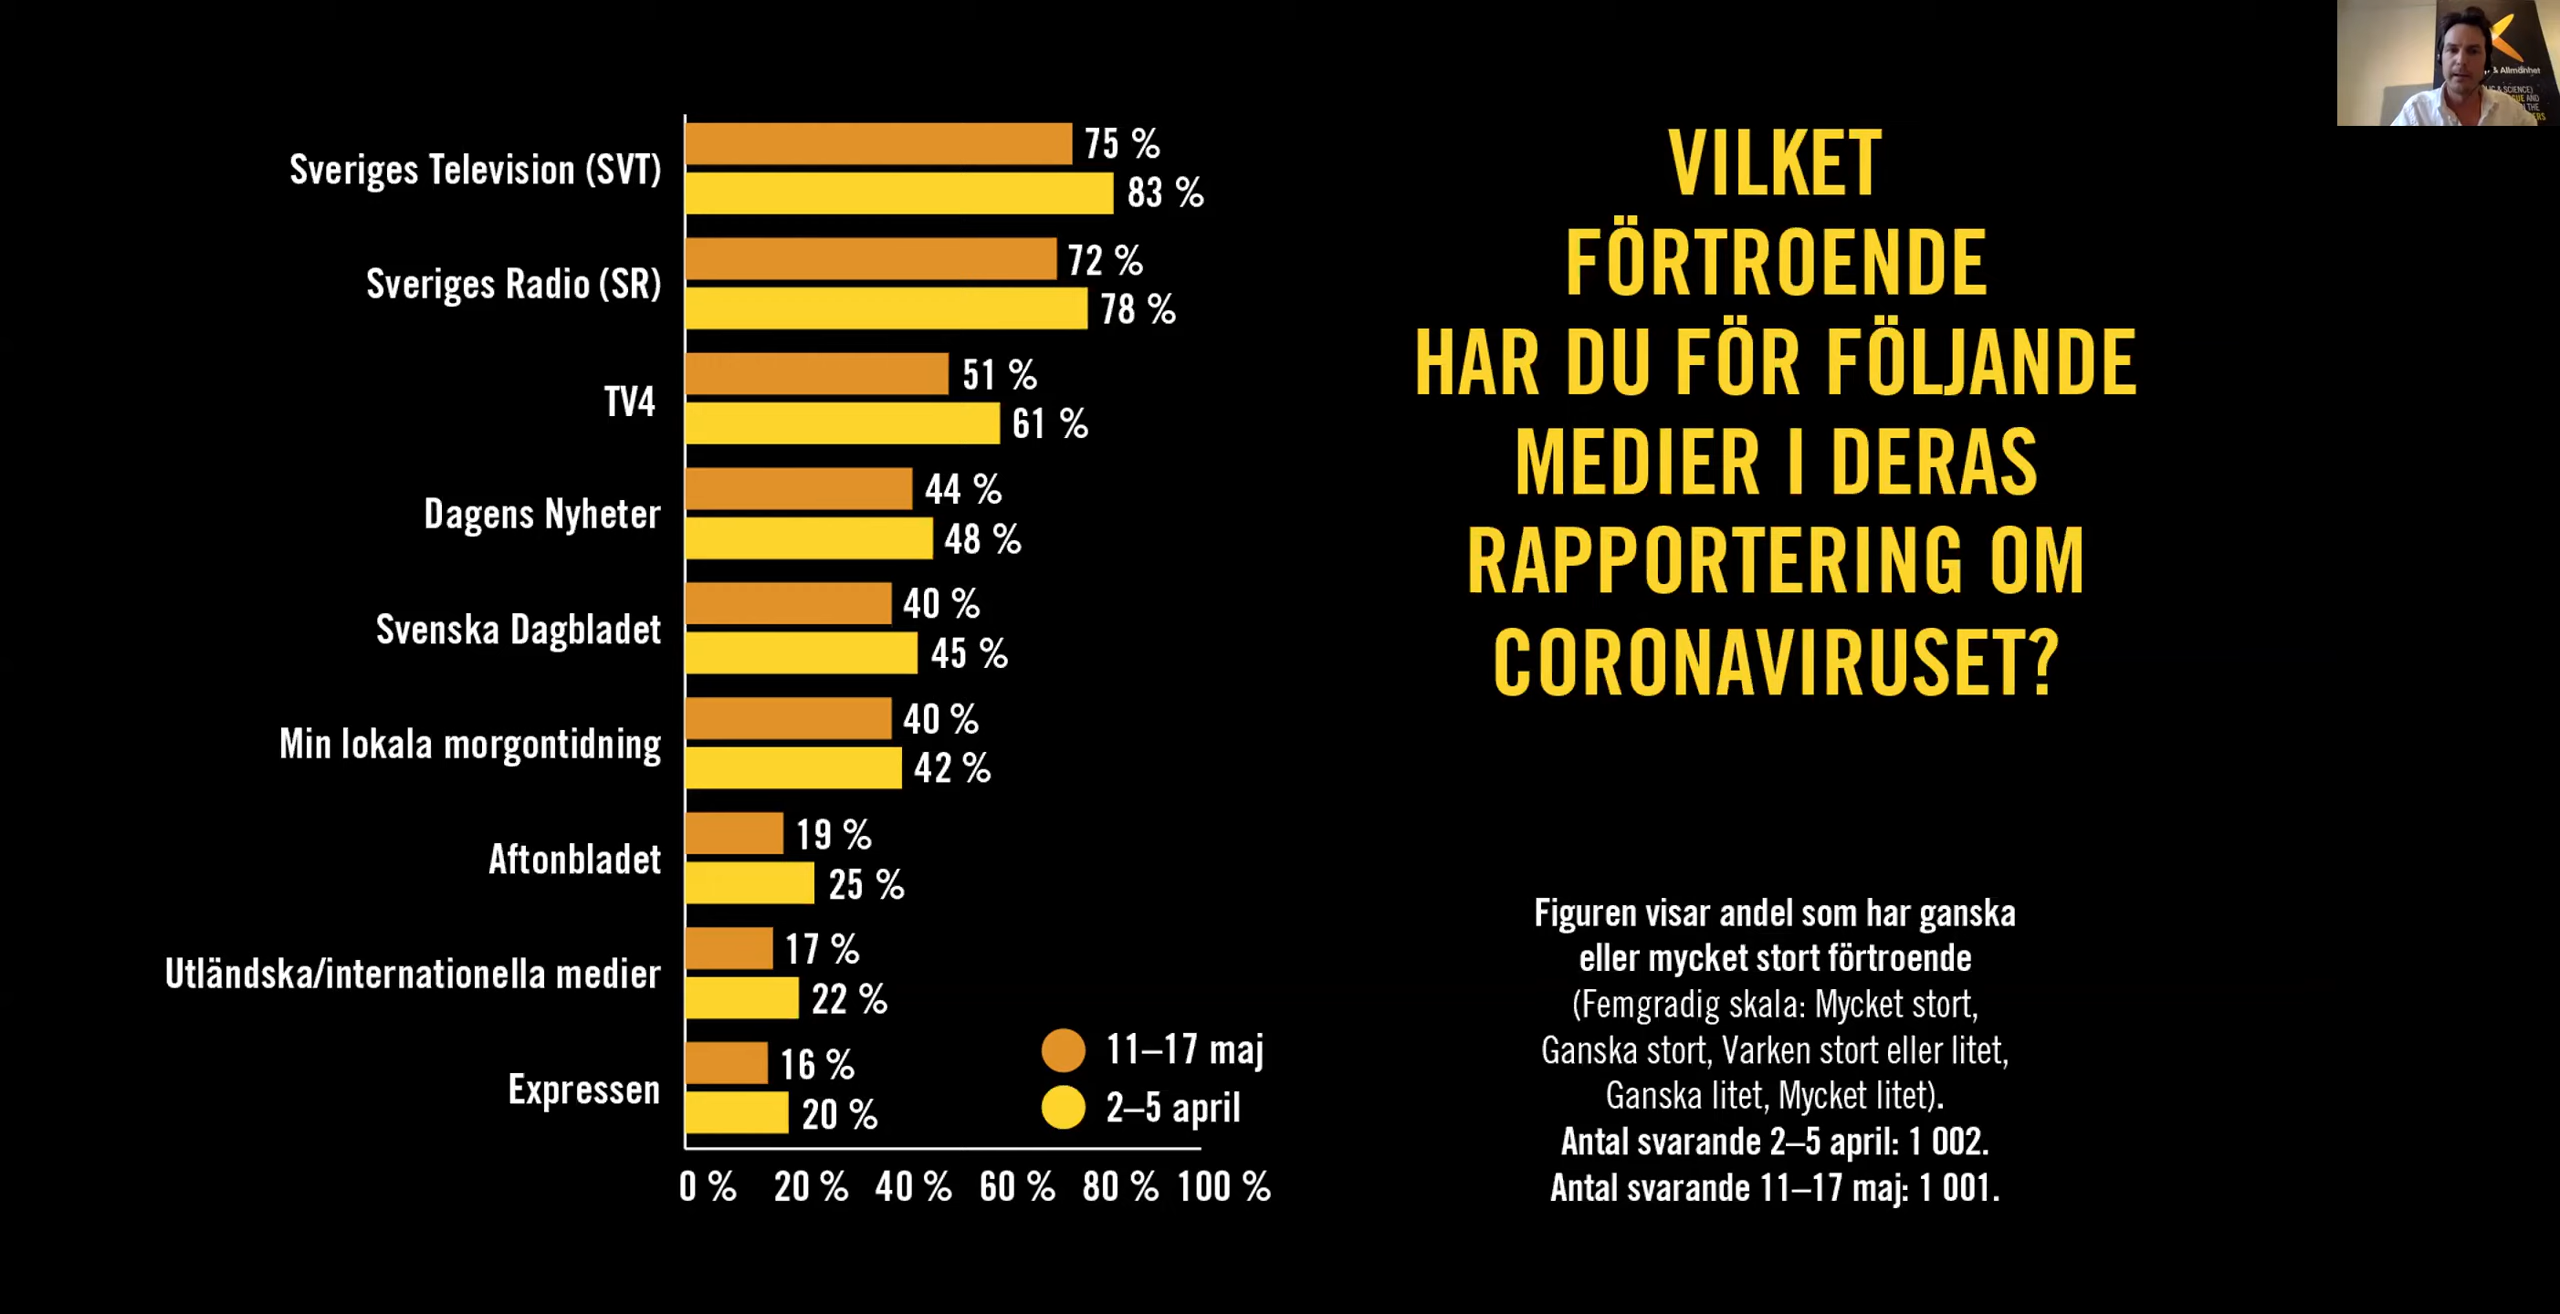 Sveriges Television (SVT)
75 %
83 %
Sveriges Radio (SR)
72 %
78 %
TV4
51 %
61 %
Dagens Nyheter
44 %
48 %
Svenska Dagbladet
40 %
45 %
Min lokala morgontidning
40 %
42 %
Aftonbladet
19 %
25 %
Utländska/internationella medier
17 %
22 %
Expressen
16 %
20 %
11–17 maj
2–5 april
0 % 20 % 40 % 60 % 80 % 100 %
VILKET
FÖRTROENDE
HAR DU FÖR FÖLJANDE
MEDIER I DERAS
RAPPORTERING OM
CORONAVIRUSET?
Figuren visar andel som har ganska
eller mycket stort förtroende
(Femgradig skala: Mycket stort,
Ganska stort, Varken stort eller litet,
Ganska litet, Mycket litet).
Antal svarande 2–5 april: 1 002.
Antal svarande 11–17 maj: 1 001.
& Allmänhet
& SCIENCE)
AND
THE